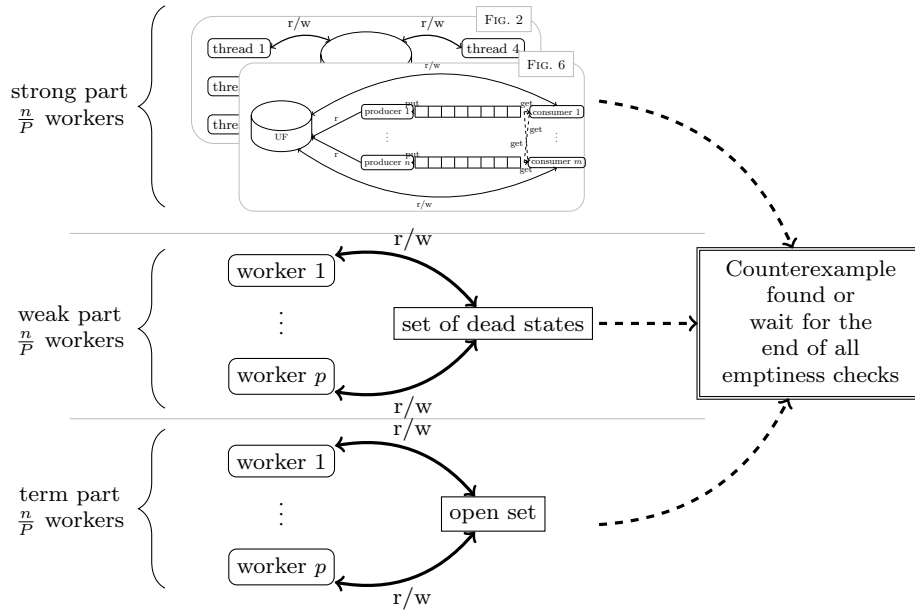 r/w
r/w
FIG. 2
thread 1
thread 4
FIG. 6
r/w
strong part
n/P workers
thre
thre
UF
r
r
producer 1
put
get
consumer 1
⋮
get
get
⋮
producer n
put
get
consumer m
r/w
r/w
weak part
n/P workers
worker 1
⋮
worker p
set of dead states
r/w
Counterexample
found or
wait for the
end of all
emptiness checks
r/w
term part
n/P workers
worker 1
⋮
worker p
open set
r/w